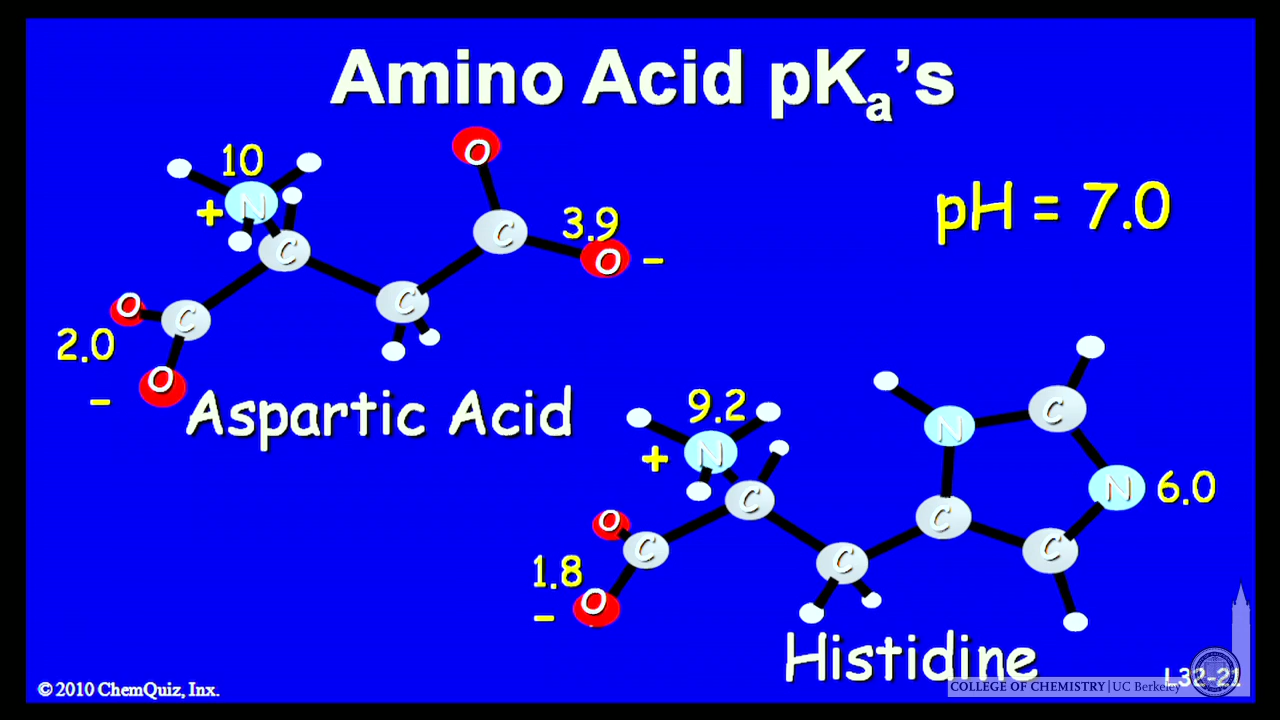 Amino Acid pKa's
pH = 7.0
10
N
+
C
O
C
3.9
O
-
C
O
C
2.0
O
-
Aspartic Acid
9.2
N
+
C
O
C
1.8
O
-
C
C
N
C
N
6.0
C
Histidine
L32-21
© 2010 ChemQuiz, Inx.
COLLEGE OF CHEMISTRY | UC Berkeley